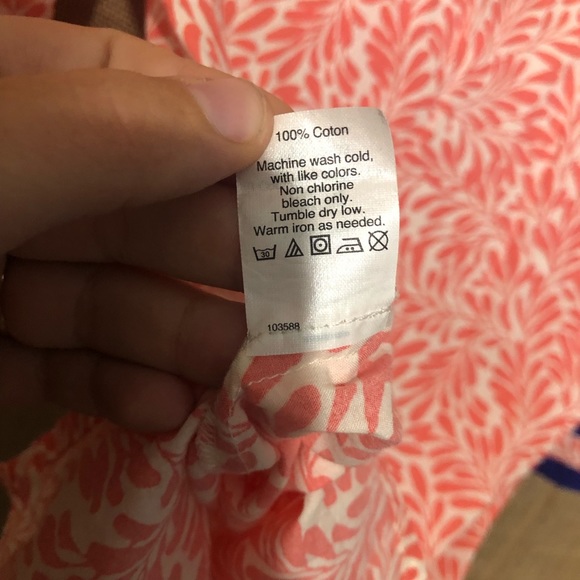 100% Coton
Machine wash cold,
with like colors.
Non chlorine
bleach only.
Tumble dry low.
Warm iron as needed.
30
103588